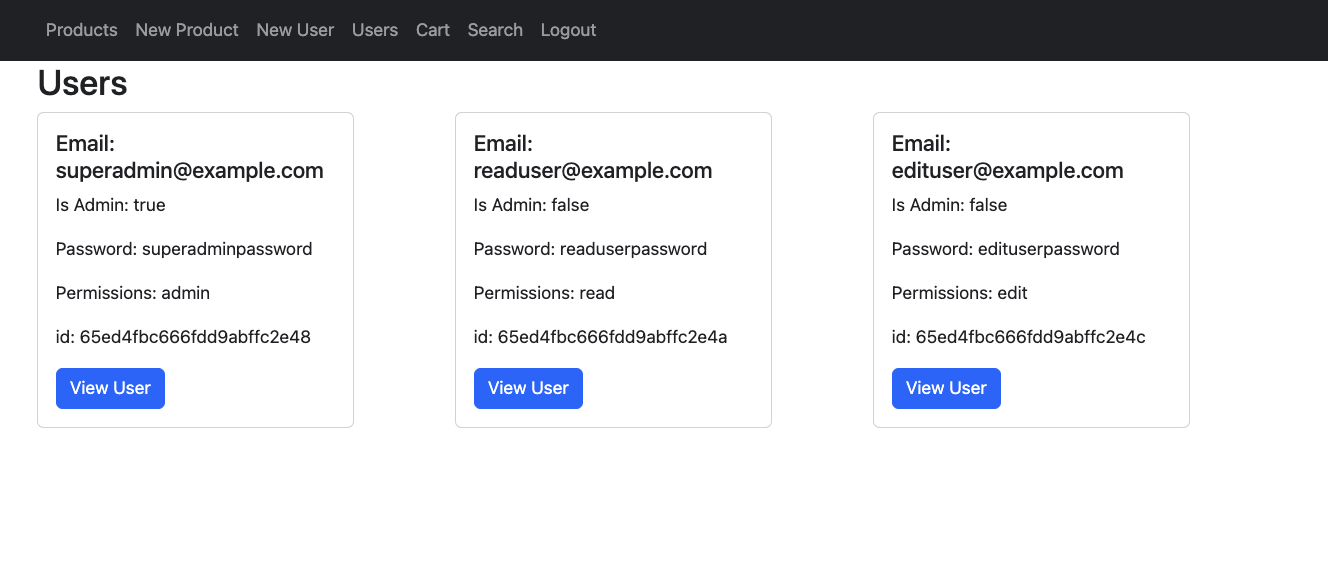 Products New Product New User Users Cart Search Logout
Users
Email:
superadmin@example.com
Is Admin: true
Password: superadminpassword
Permissions: admin
id: 65ed4fbc666fdd9abffc2e48
View User
Email:
readuser@example.com
Is Admin: false
Password: readuserpassword
Permissions: read
id: 65ed4fbc666fdd9abffc2e4a
View User
Email:
edituser@example.com
Is Admin: false
Password: edituserpassword
Permissions: edit
id: 65ed4fbc666fdd9abffc2e4c
View User